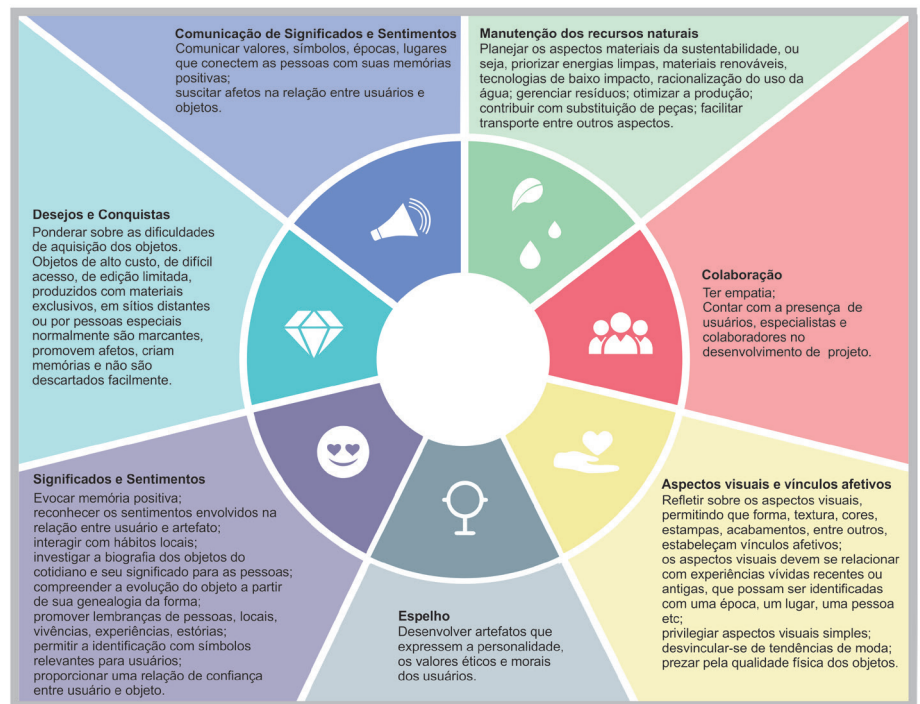 Comunicação de Significados e Sentimentos
Comunicar valores, símbolos, épocas, lugares
que conectem as pessoas com suas memórias
positivas;
suscitar afetos na relação entre usuários e
objetos.
Manutenção dos recursos naturais
Planejar os aspectos materiais da sustentabilidade, ou
seja, priorizar energias limpas, materiais renováveis,
tecnologias de baixo impacto, racionalização do uso da
água; gerenciar resíduos; otimizar a produção;
contribuir com substituição de peças; facilitar
transporte entre outros aspectos.
Desejos e Conquistas
Ponderar sobre as dificuldades
de aquisição dos objetos.
Objetos de alto custo, de difícil
acesso, de edição limitada,
produzidos com materiais
exclusivos, em sítios distantes
ou por pessoas especiais
normalmente são marcantes,
promovem afetos, criam
memórias e não são
descartados facilmente.
Colaboração
Ter empatia;
Contar com a presença de
usuários, especialistas e
colaboradores no
desenvolvimento de projeto.
Significados e Sentimentos
Evocar memória positiva;
reconhecer os sentimentos envolvidos na
relação entre usuário e artefato;
interagir com hábitos locais;
investigar a biografia dos objetos do
cotidiano e seu significado para as pessoas;
compreender a evolução do objeto a partir
de sua genealogia da forma;
promover lembranças de pessoas, locais,
vivências, experiências, estórias;
permitir a identificação com símbolos
relevantes para usuários;
proporcionar uma relação de confiança
entre usuário e objeto.
Espelho
Desenvolver artefatos que
expressem a personalidade,
os valores éticos e morais
dos usuários.
Aspectos visuais e vínculos afetivos
Refletir sobre os aspectos visuais,
permitindo que forma, textura, cores,
estampas, acabamentos, entre outros,
estabeleçam vínculos afetivos;
os aspectos visuais devem se relacionar
com experiências vívidas recentes ou
antigas, que possam ser identificadas
com uma época, um lugar, uma pessoa
etc;
privilegiar aspectos visuais simples;
desvincular-se de tendências de moda;
prezar pela qualidade física dos objetos.